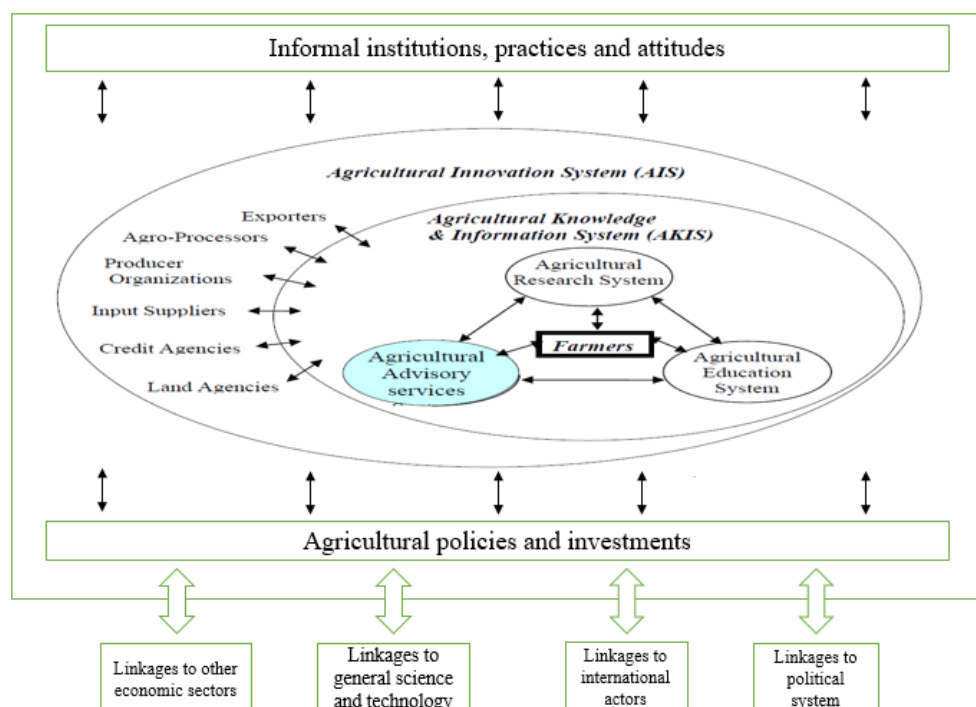 Informal institutions, practices and attitudes
Agricultural Innovation System (AIS)
Exporters
Agro-Processors
Producer
Organizations
Input Suppliers
Credit Agencies
Land Agencies
Agricultural Knowledge
& Information System (AKIS)
Agricultural
Research System
Farmers
Agricultural
Advisory
services
Agricultural
Education
System
Agricultural policies and investments
Linkages to other
economic sectors
Linkages to
general science
and technology
Linkages to
international
actors
Linkages to
political
system